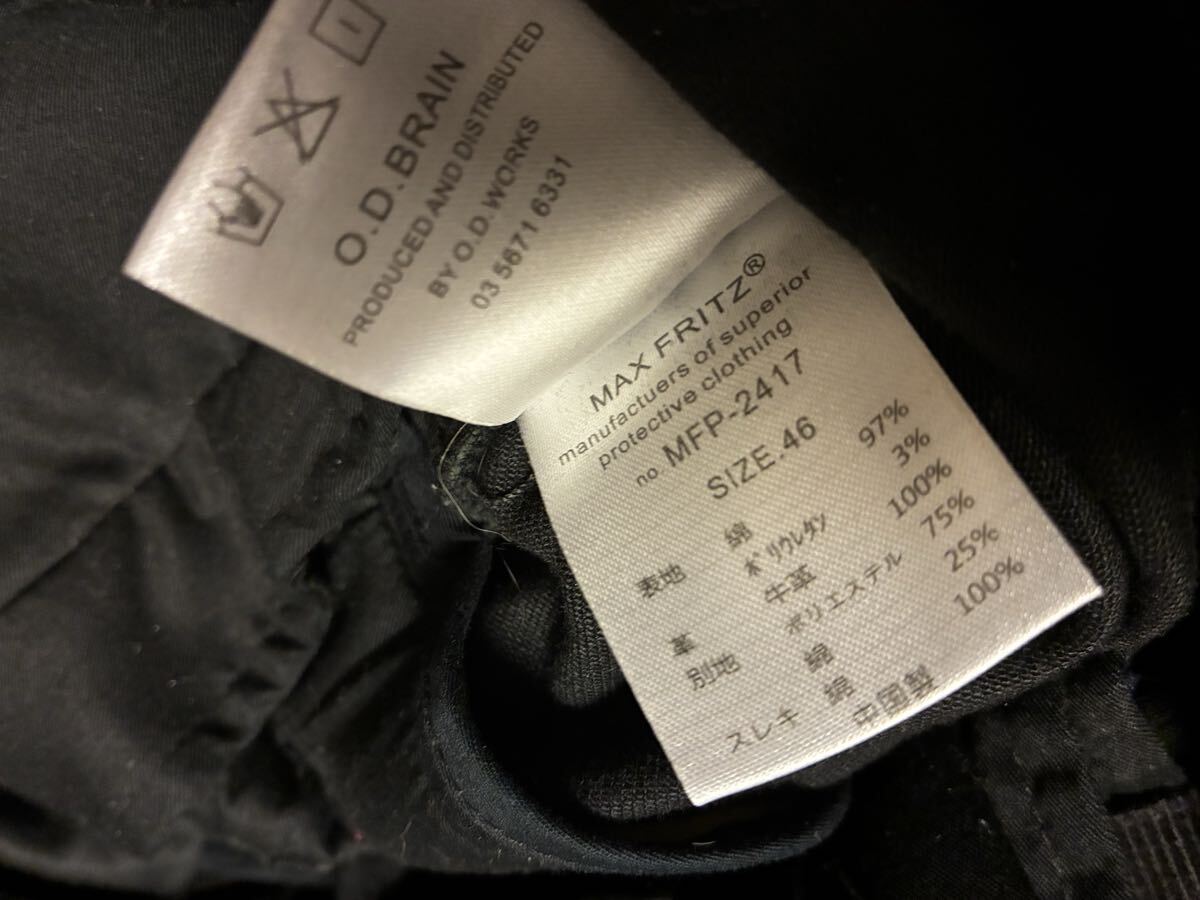 O.D.BRAIN
PRODUCED AND DISTRIBUTED
BY O.D.WORKS
03 5671 6331
MAX FRITZ®
manufactuers of superior
protective clothing
no MFP-2417
SIZE.46
表地 綿 97%
ポリウレタン 3%
革 牛革 100%
別地 ポリエステル 75%
綿 25%
スレキ 綿 100%
中国製